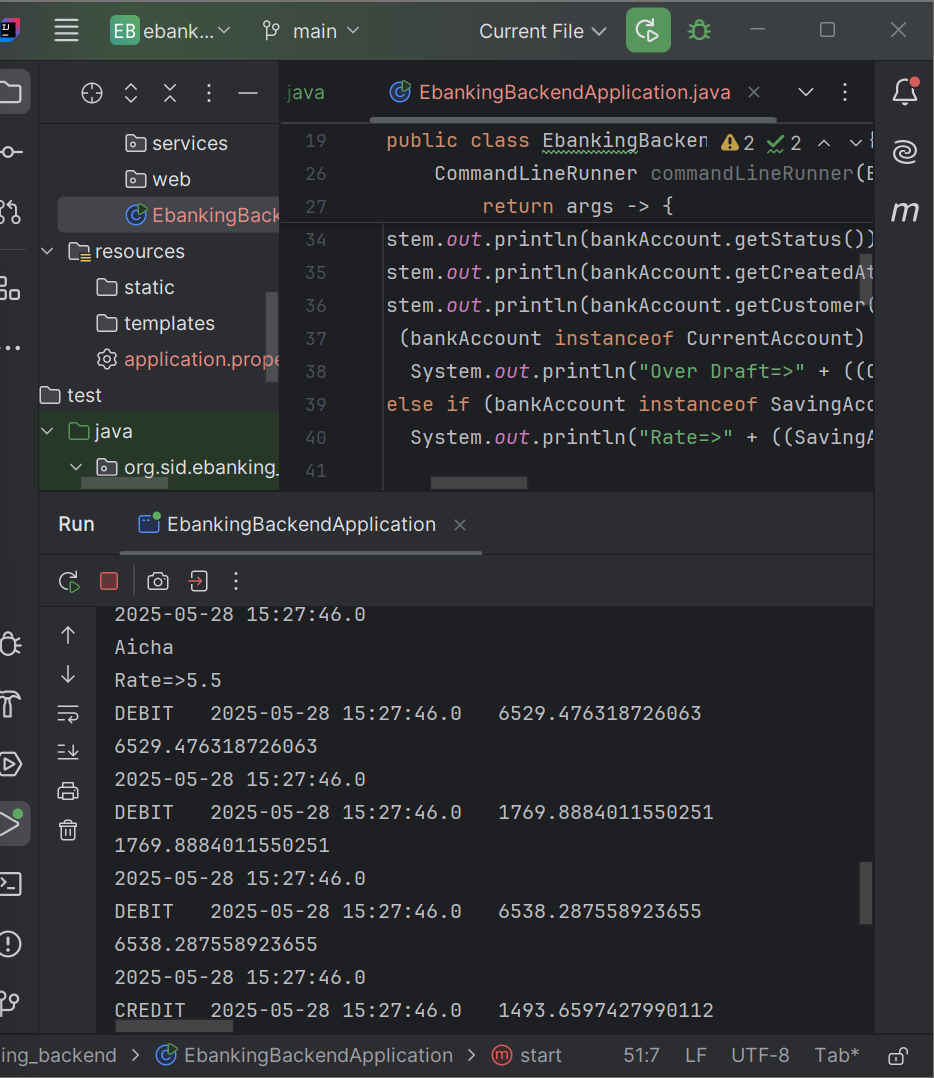 IJ
EB ebank...
main
Current File
.java
EbankingBackendApplication.java
services
web
EbankingBack
resources
static
templates
application.prope
test
java
org.sid.ebanking_
19 public class EbankingBacken 2 2 {
26 CommandLineRunner commandLineRunner(B
27 return args -> {
34 stem.out.println(bankAccount.getStatus())
35 stem.out.println(bankAccount.getCreatedAt
36 stem.out.println(bankAccount.getCustomer(
37 (bankAccount instanceof CurrentAccount)
38 System.out.println("Over Draft=>" + ((C
39 else if (bankAccount instanceof SavingAcc
40 System.out.println("Rate=>" + ((SavingA
41
m
Run
EbankingBackendApplication
2025-05-28 15:27:46.0
Aicha
Rate=>5.5
DEBIT 2025-05-28 15:27:46.0 6529.476318726063
6529.476318726063
2025-05-28 15:27:46.0
DEBIT 2025-05-28 15:27:46.0 1769.8884011550251
1769.8884011550251
2025-05-28 15:27:46.0
DEBIT 2025-05-28 15:27:46.0 6538.287558923655
6538.287558923655
2025-05-28 15:27:46.0
CREDIT 2025-05-28 15:27:46.0 1493.6597427990112
ing_backend > EbankingBackendApplication > m start 51:7 LF UTF-8 Tab*